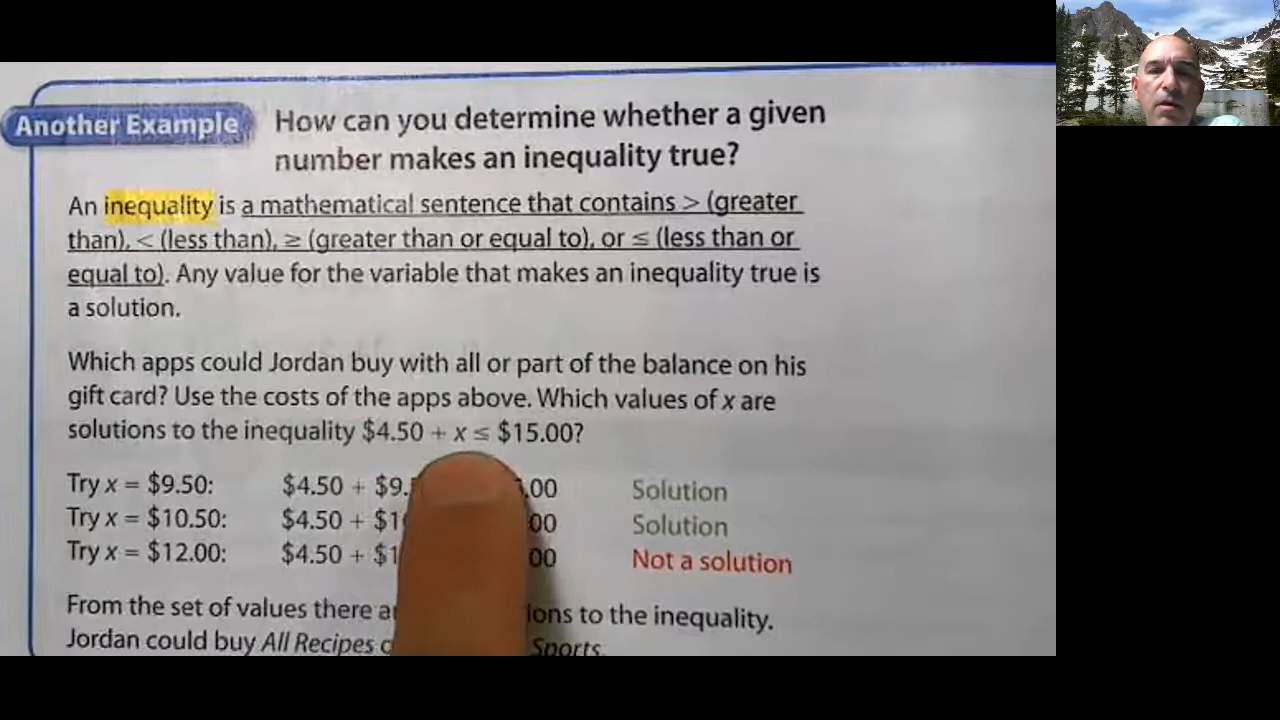 Another Example
How can you determine whether a given
number makes an inequality true?
An inequality is a mathematical sentence that contains > (greater
than), < (less than), ≥ (greater than or equal to), or ≤ (less than or
equal to). Any value for the variable that makes an inequality true is
a solution.
Which apps could Jordan buy with all or part of the balance on his
gift card? Use the costs of the apps above. Which values of x are
solutions to the inequality $4.50 + x ≤ $15.00?
Try x = $9.50: $4.50 + $9. .00 Solution
Try x = $10.50: $4.50 + $1 00 Solution
Try x = $12.00: $4.50 + $1 00 Not a solution
From the set of values there to the inequality.
Jordan could buy All Recipes Sports.